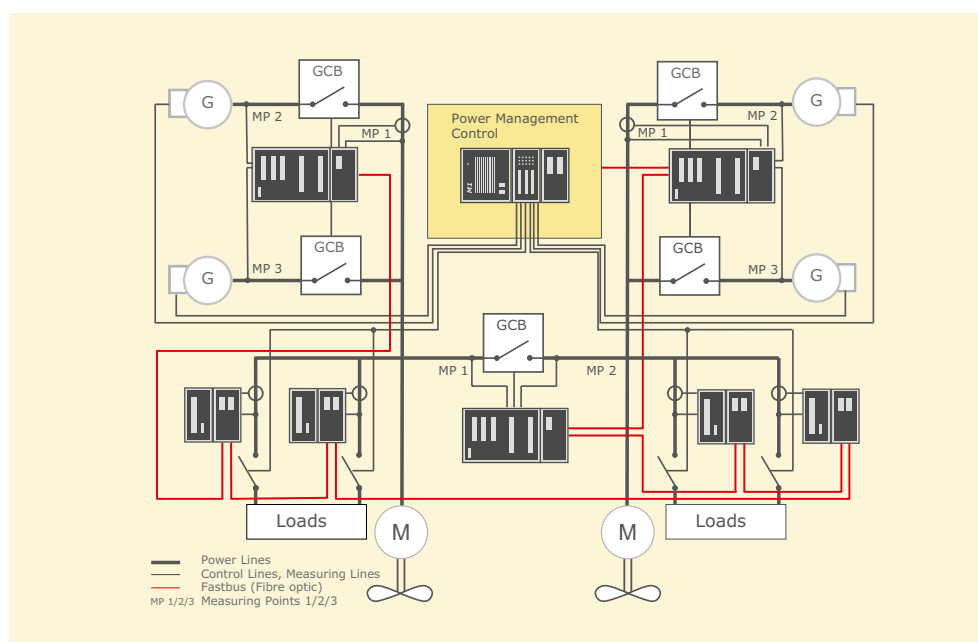 GCB
GCB
G
G
MP 2
MP 2
Power Management
Control
MP 1
MP 1
M1
GCB
GCB
MP 3
MP 3
G
G
GCB
MP 1
MP 2
Loads
M
M
Loads
Power Lines
Control Lines, Measuring Lines
Fastbus (Fibre optic)
MP 1/2/3 Measuring Points 1/2/3